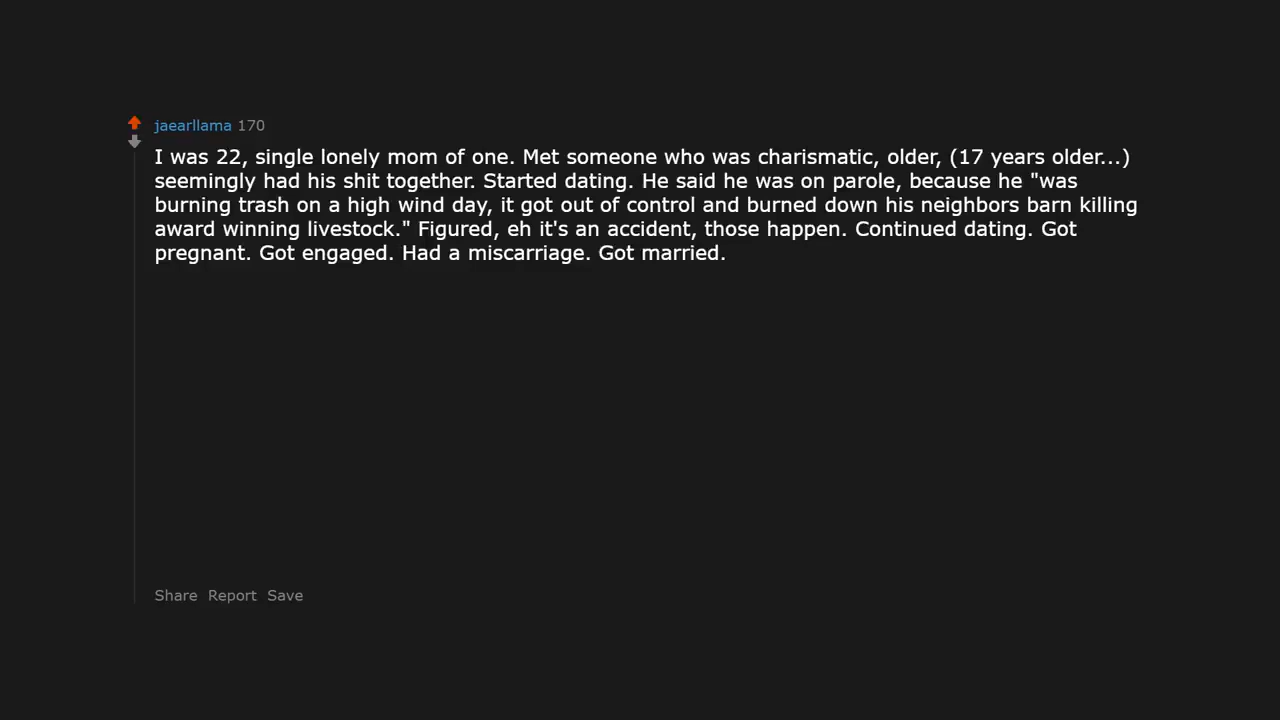 jaearllama 170
I was 22, single lonely mom of one. Met someone who was charismatic, older, (17 years older...)
seemingly had his shit together. Started dating. He said he was on parole, because he "was
burning trash on a high wind day, it got out of control and burned down his neighbors barn killing
award winning livestock." Figured, eh it's an accident, those happen. Continued dating. Got
pregnant. Got engaged. Had a miscarriage. Got married.
Share Report Save